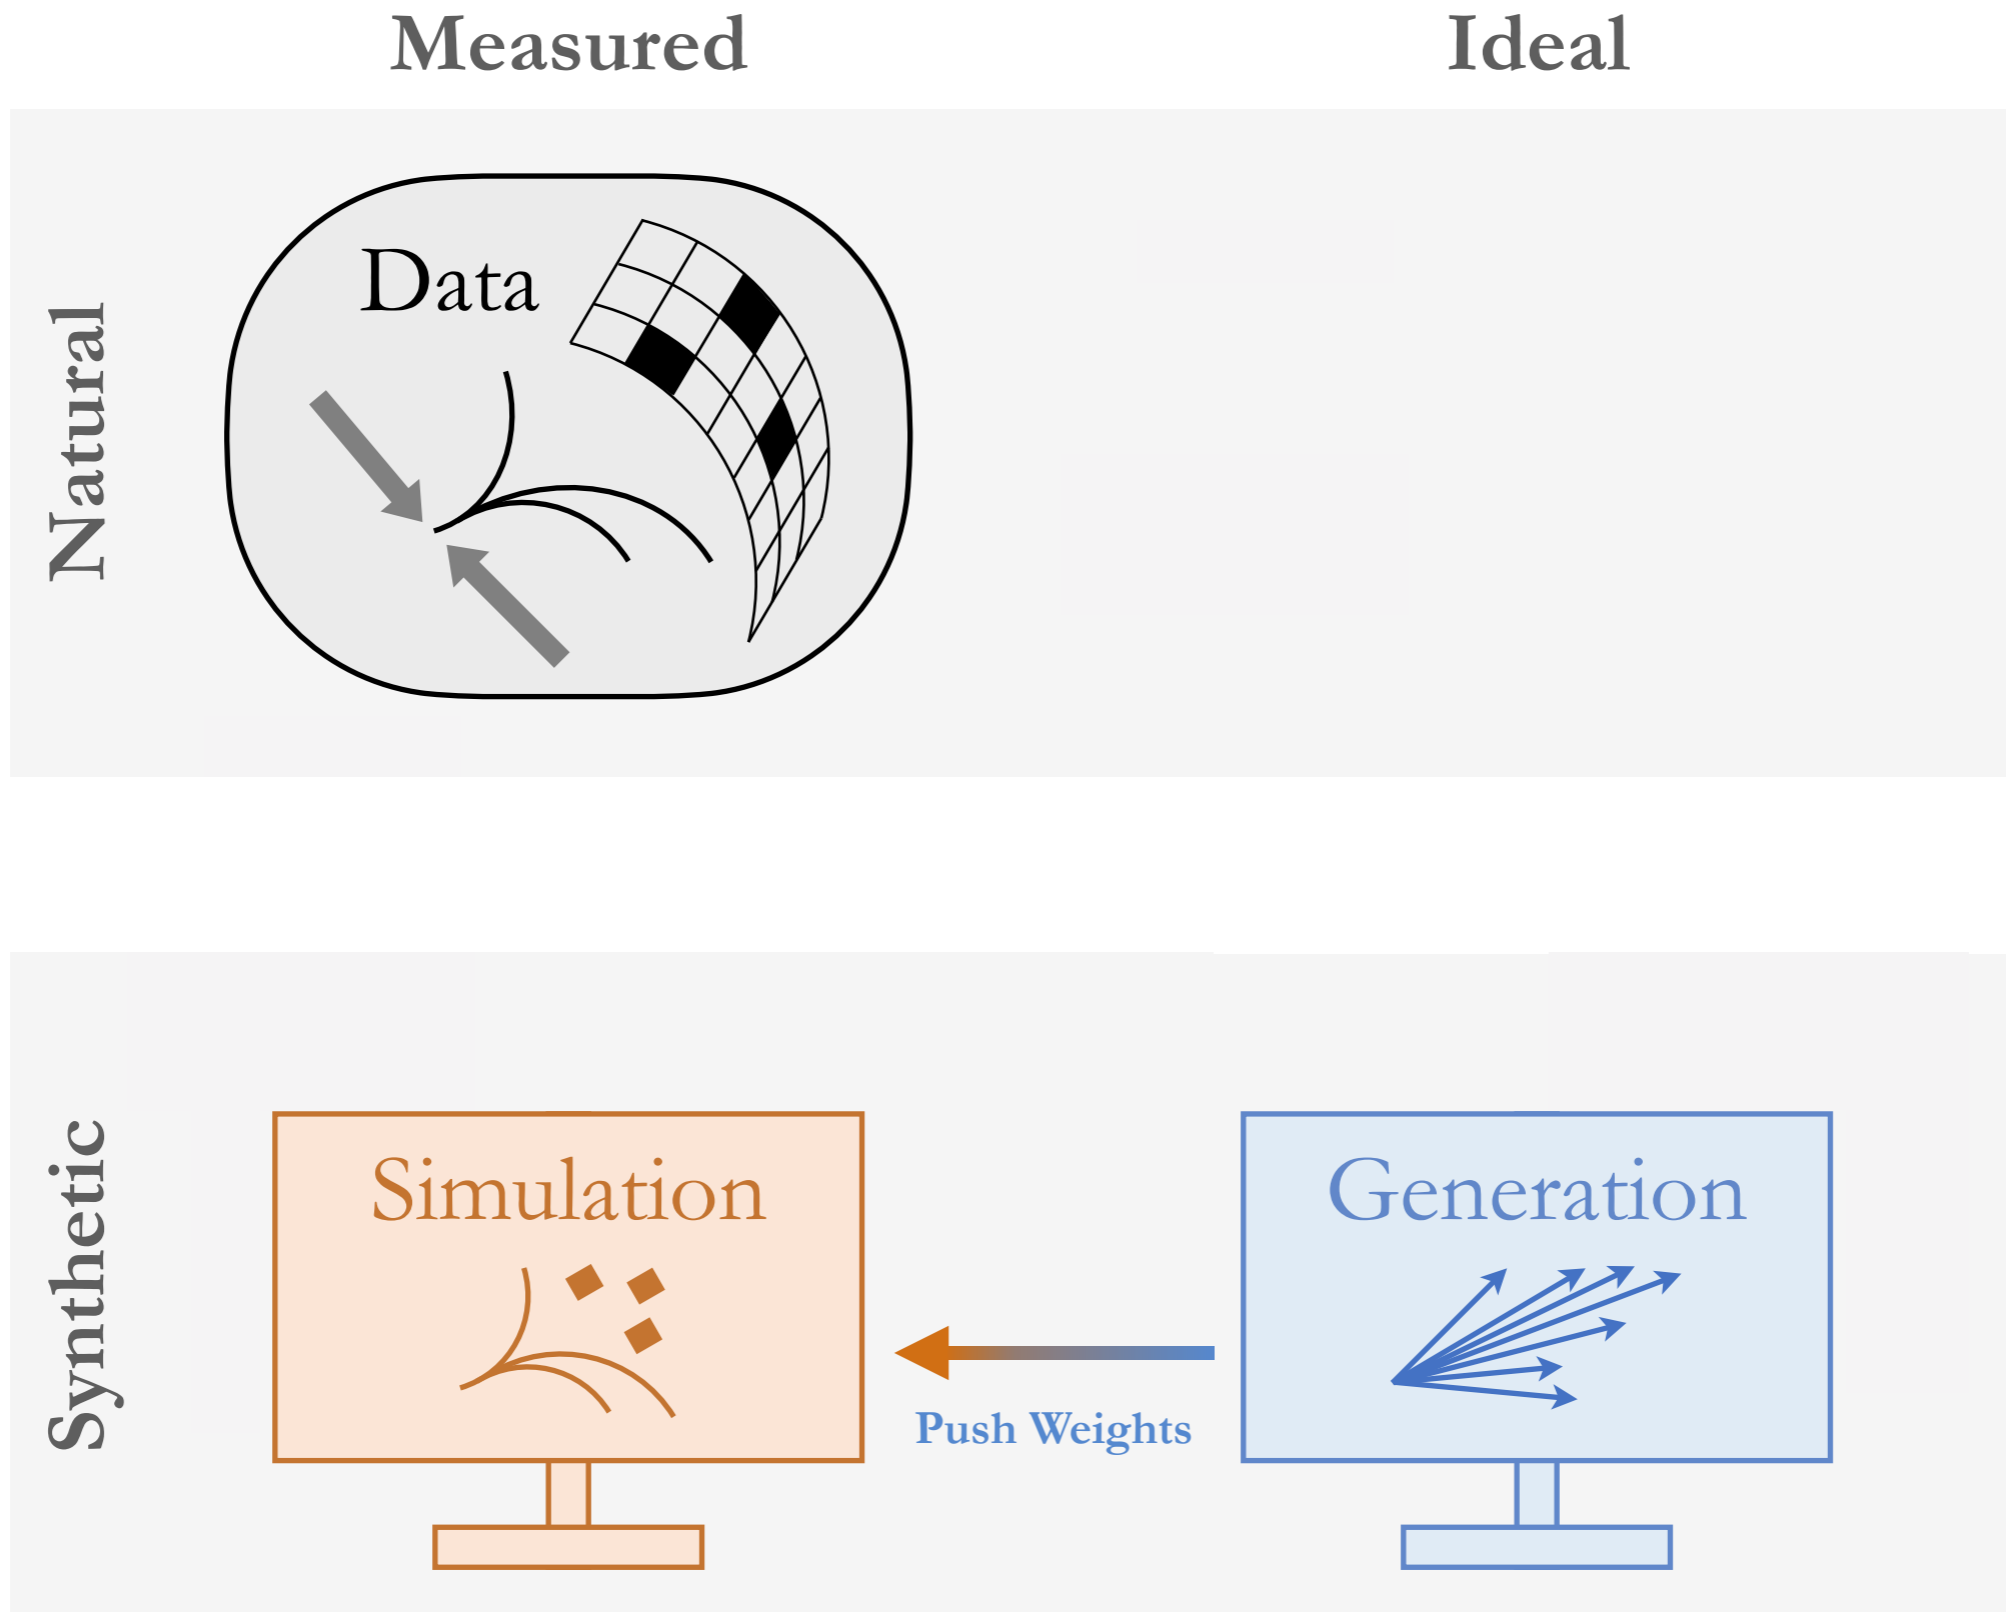 Measured
Ideal
Natural
Data
Synthetic
Simulation
Generation
Push Weights